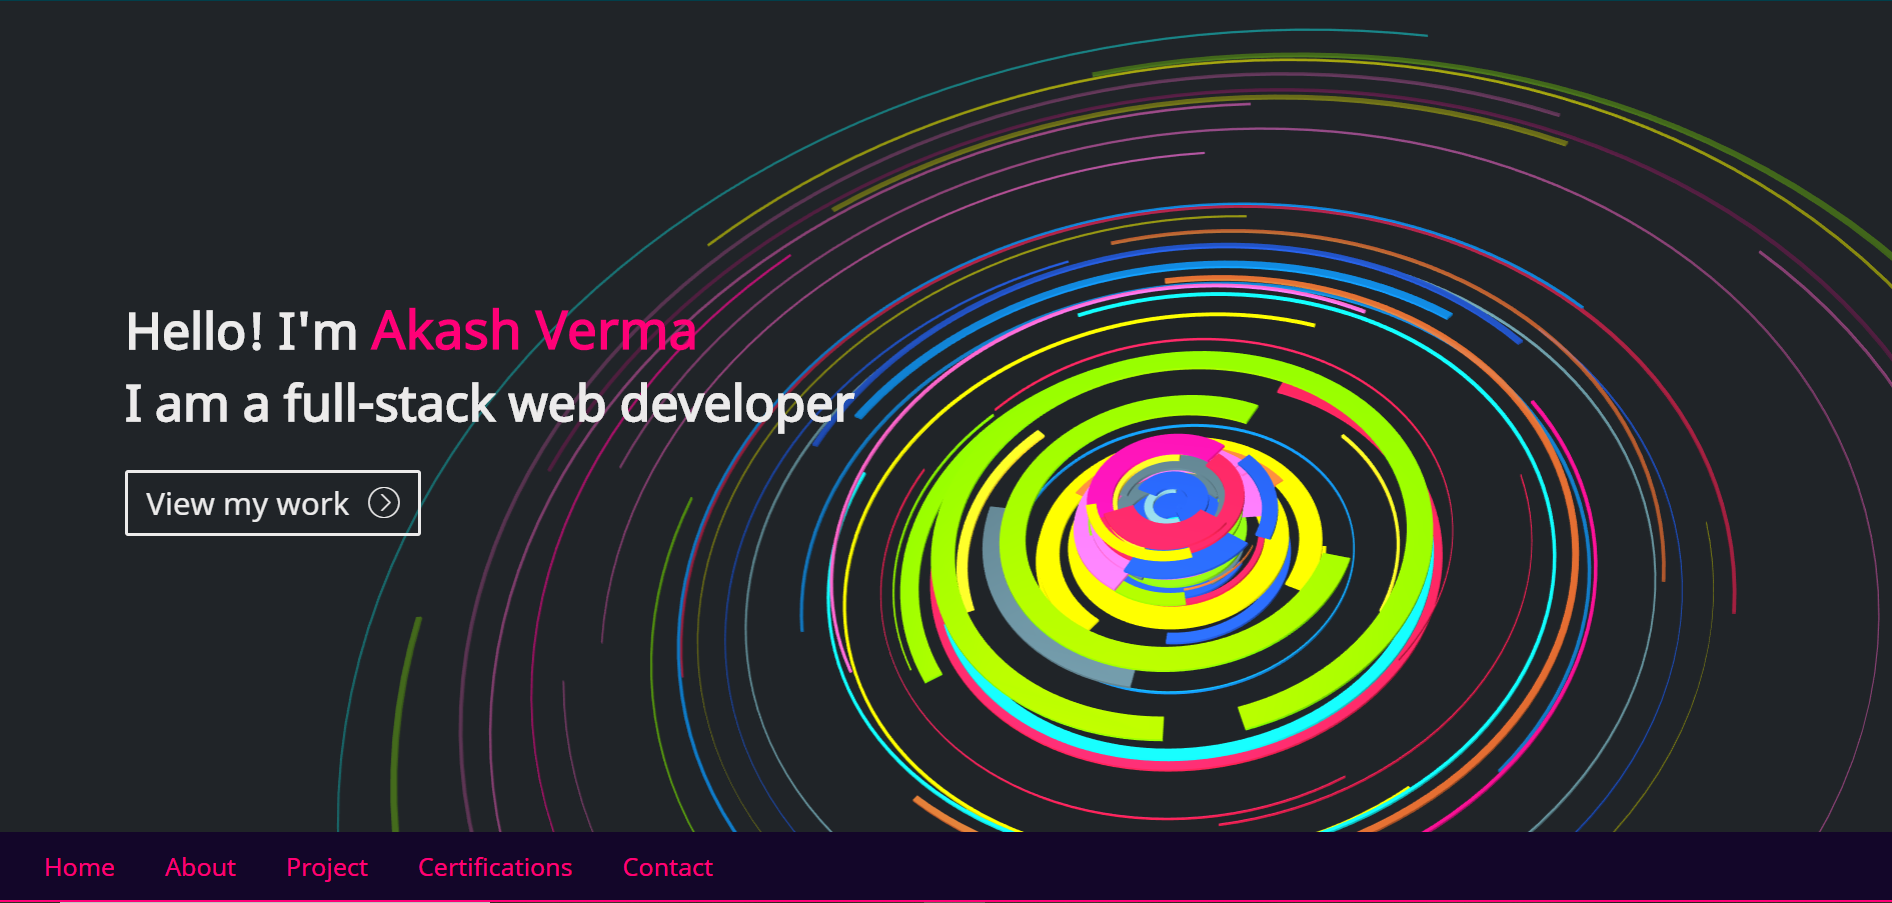 Hello! I'm Akash Verma
I am a full-stack web developer
View my work
Home About Project Certifications Contact